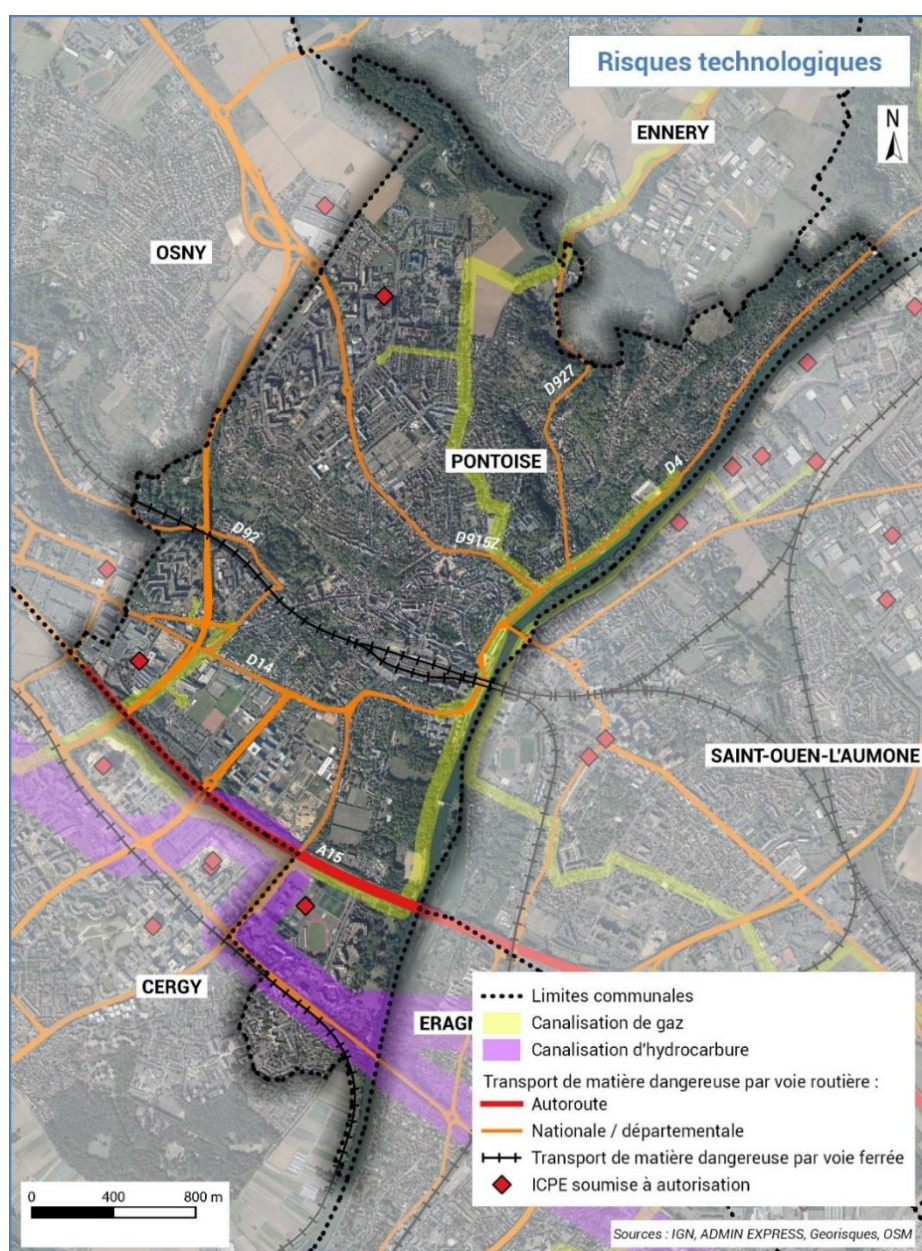 Risques technologiques
ENNERY
N
OSNY
D927
PONTOISE
D4
D92
D915Z
D14
SAINT-OUEN-L'AUMONE
A15
CERGY
ERAGN
Limites communales
Canalisation de gaz
Canalisation d'hydrocarbure
Transport de matière dangereuse par voie routière :
Autoroute
Nationale / départementale
Transport de matière dangereuse par voie ferrée
ICPE soumise à autorisation
0 400 800 m
Sources : IGN, ADMIN EXPRESS, Georisques, OSM